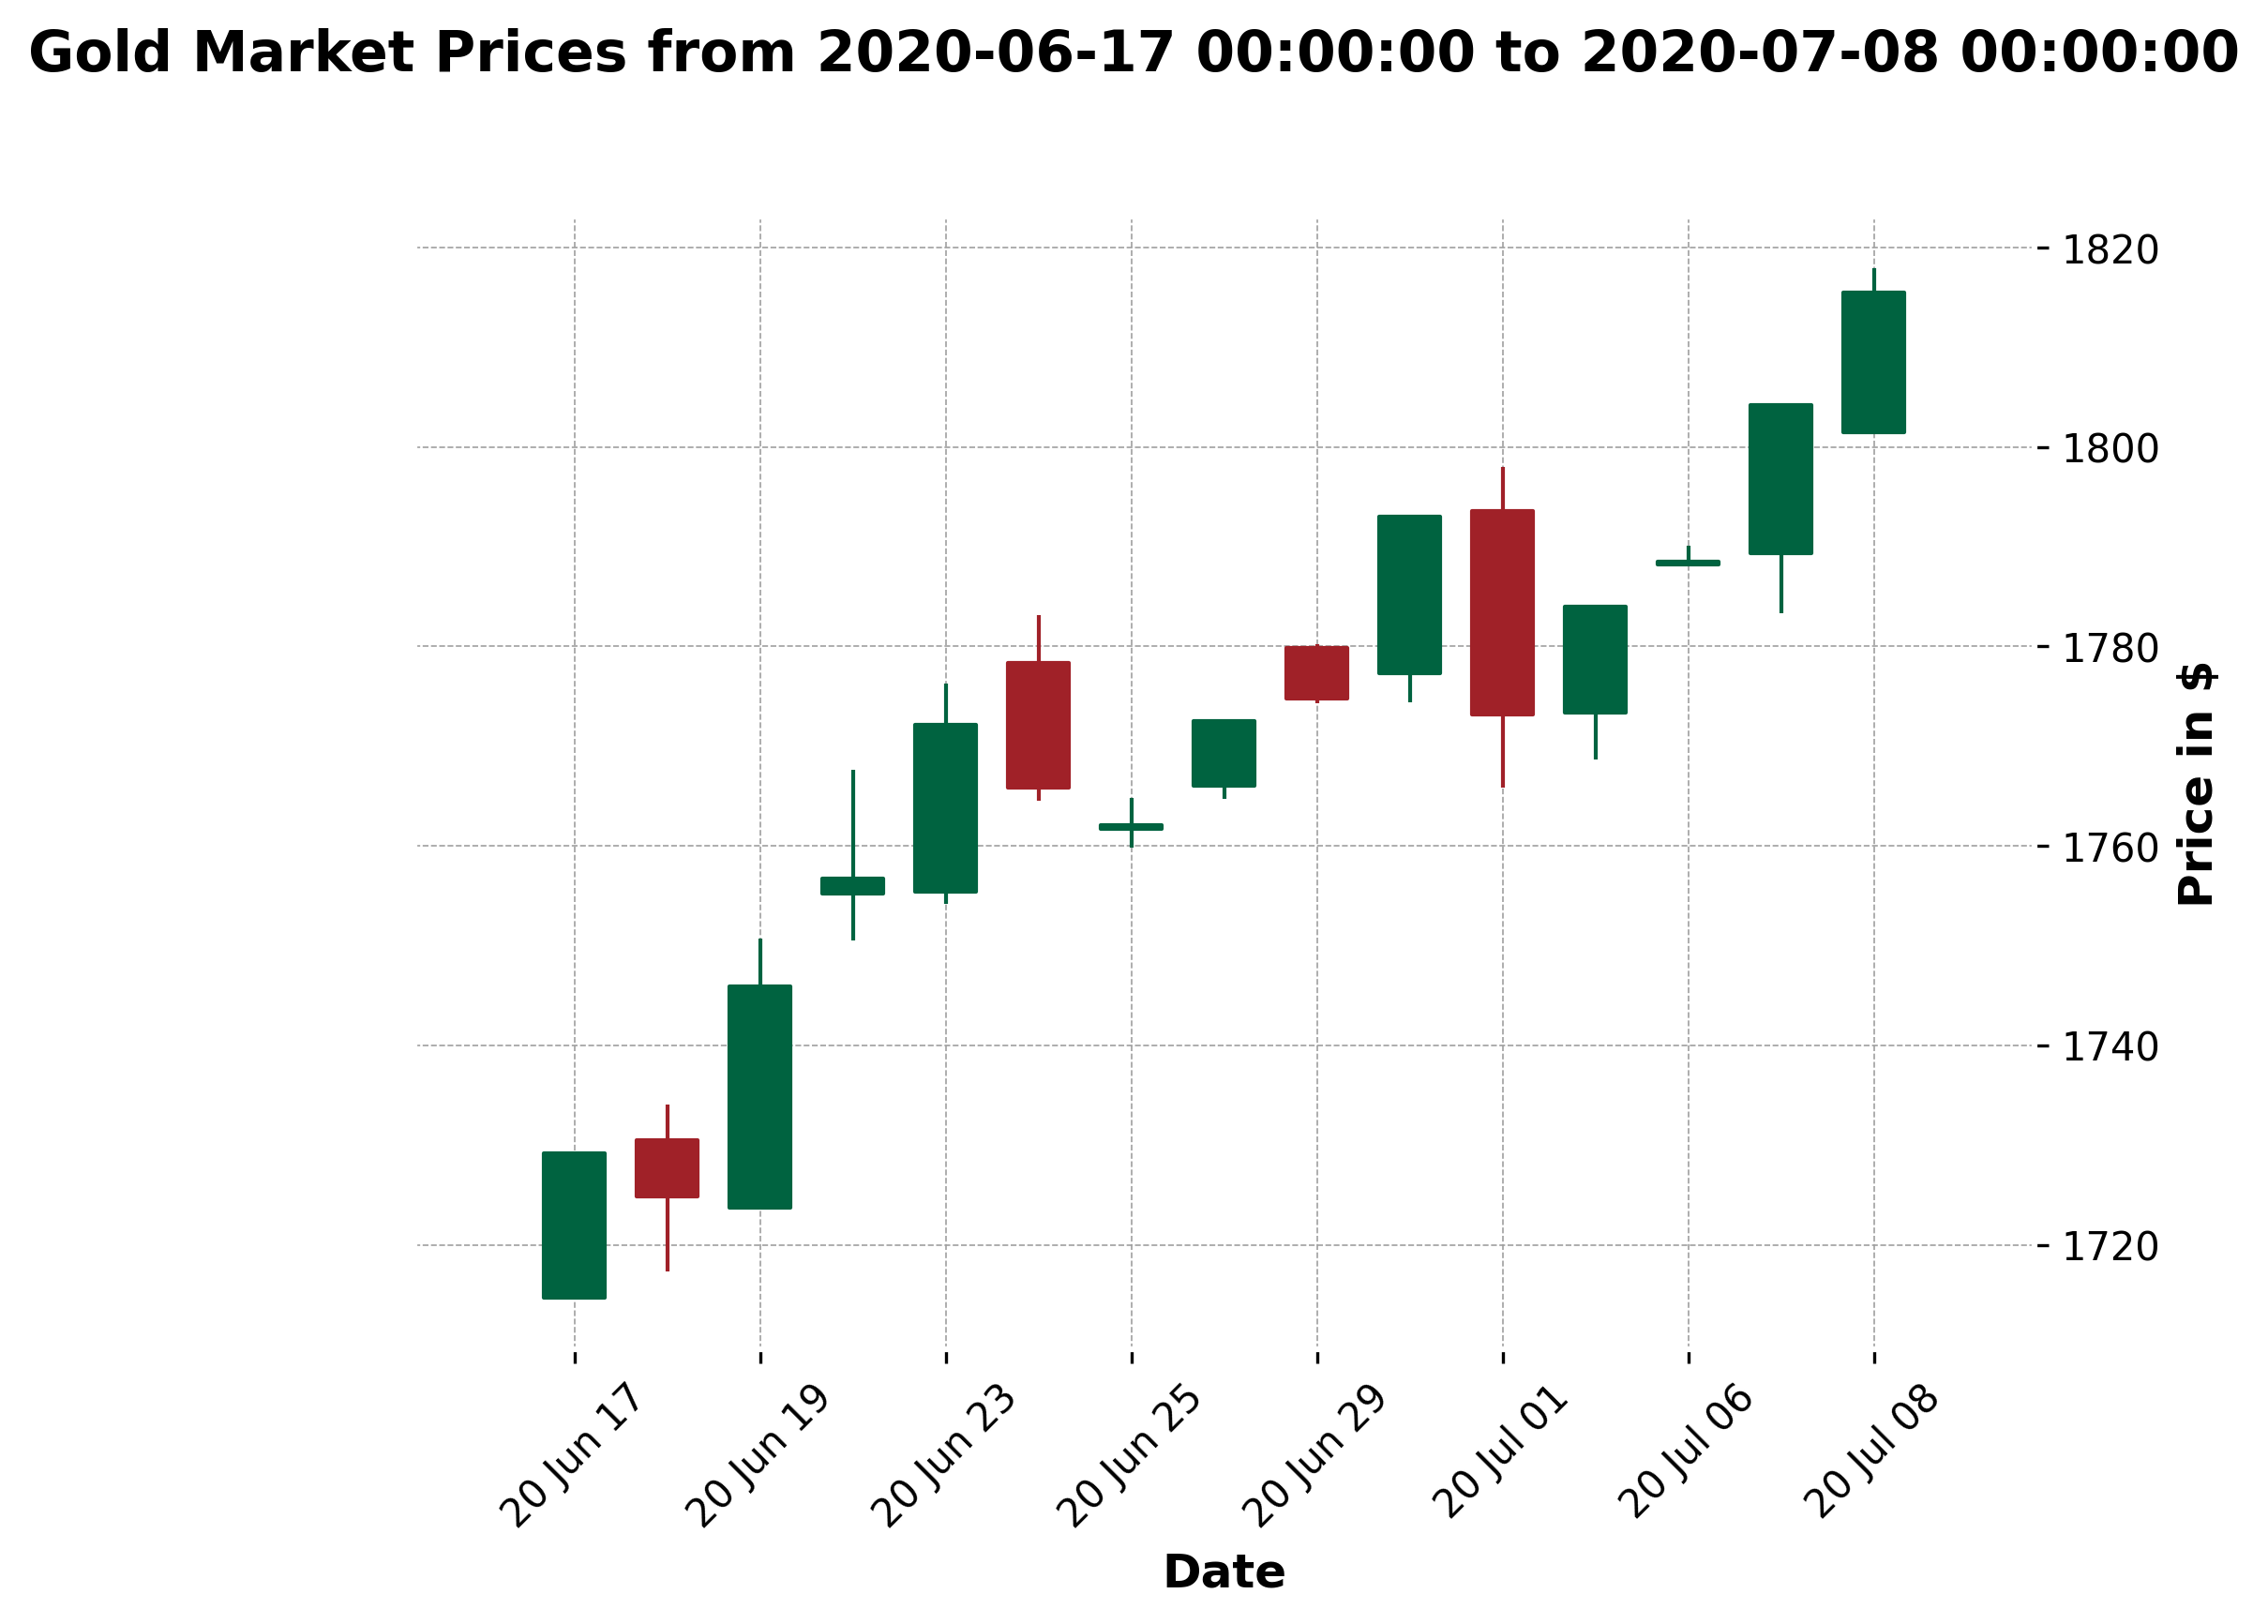 Gold Market Prices from 2020-06-17 00:00:00 to 2020-07-08 00:00:00
1820
1800
1780
1760
1740
1720
Price in $
20 Jun 17
20 Jun 19
20 Jun 23
20 Jun 25
20 Jun 29
20 Jul 01
20 Jul 06
20 Jul 08
Date